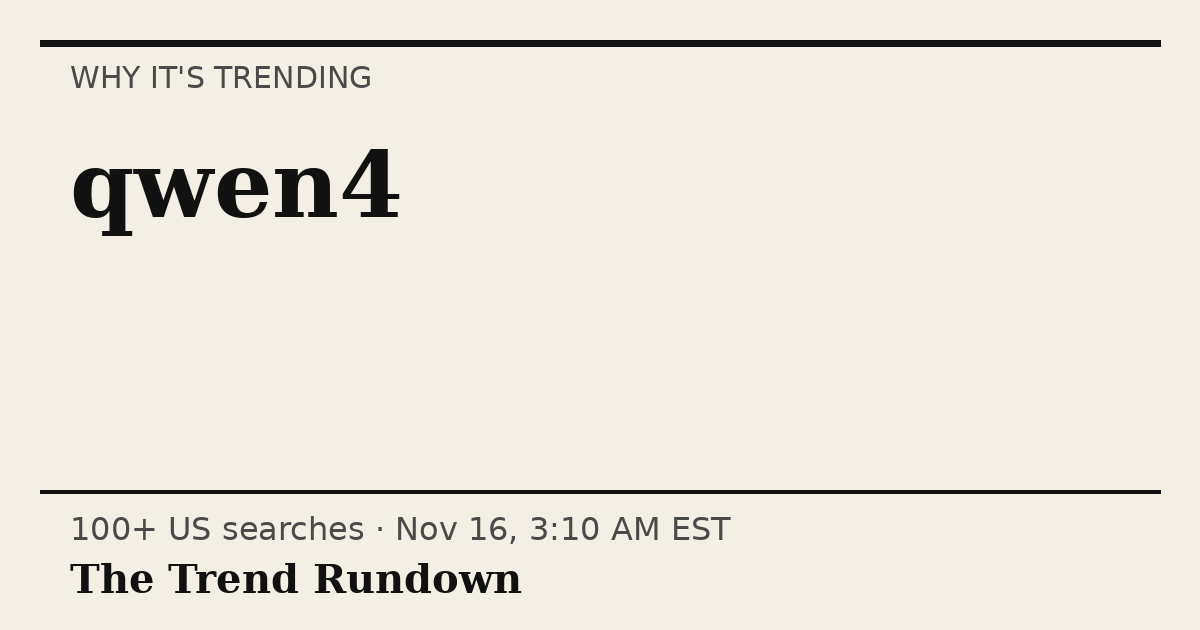 WHY IT'S TRENDING
qwen4
100+ US searches · Nov 16, 3:10 AM EST
The Trend Rundown